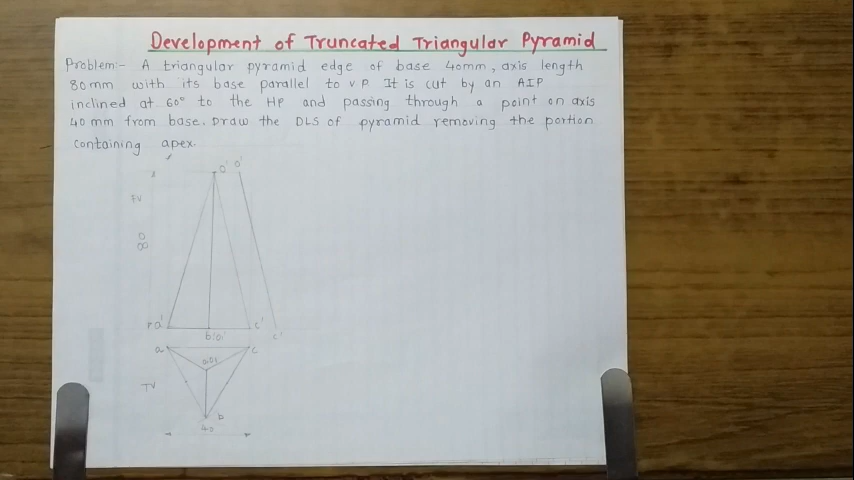 Development of Truncated Triangular Pyramid
Problem:- A triangular pyramid edge of base 40mm, axis length
80mm with its base parallel to V.P. It is cut by an AIP
inclined at 60° to the HP and passing through a point on axis
40 mm from base. Draw the DLS of pyramid removing the portion
containing apex.
o' o'
FV
80
a' c'
b' c'
a c
TV
b
40